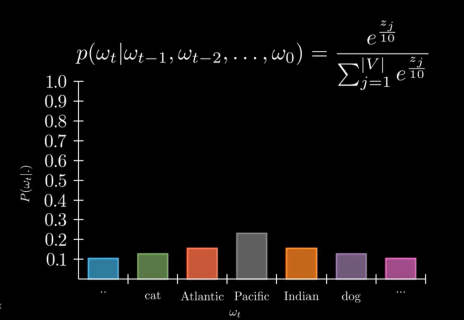 p(ω_t|ω_{t−1}, ω_{t−2}, . . . , ω_0) = e^{z_j/10} / ∑_{j=1}^{|V|} e^{z_j/10}
1.0
0.9
0.8
0.7
0.6
0.5
0.4
0.3
0.2
0.1
P(ω_t|.)
.. cat Atlantic Pacific Indian dog ...
ω_t